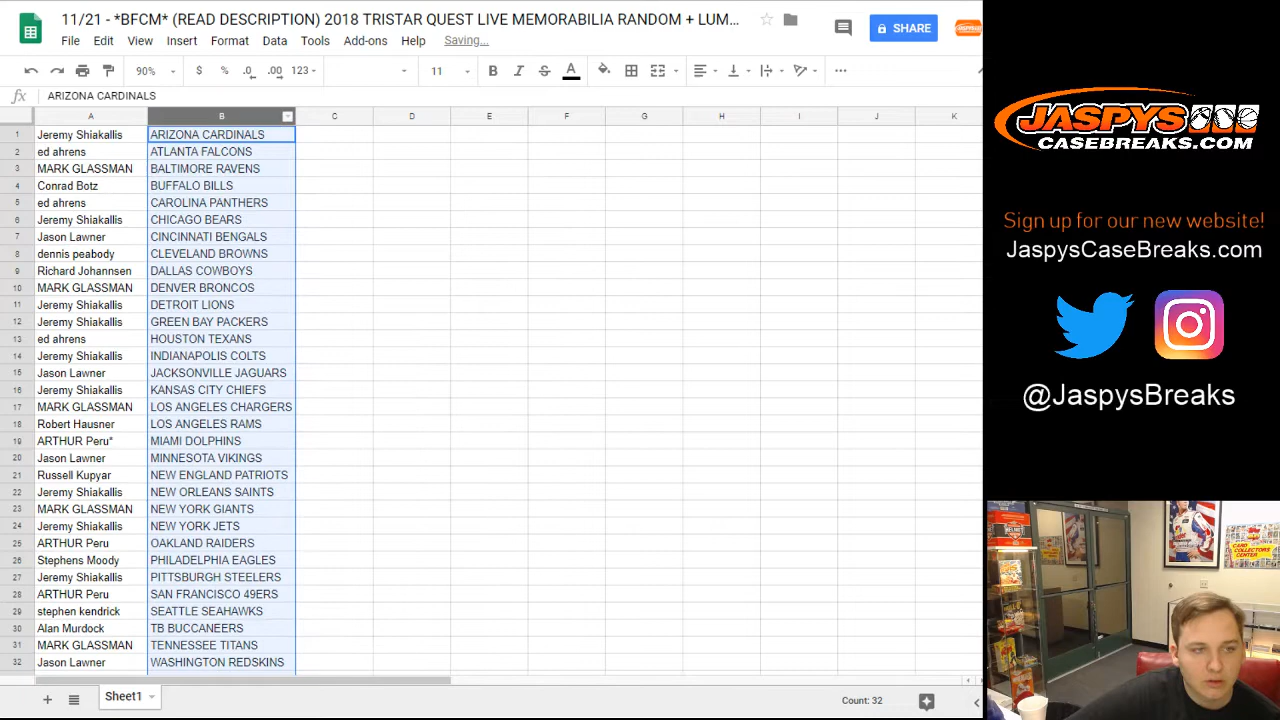 11/21 - *BFCM* (READ DESCRIPTION) 2018 TRISTAR QUEST LIVE MEMORABILIA RANDOM + LUM...
File Edit View Insert Format Data Tools Add-ons Help Saving...
SHARE
90% $ % .0 .00 123 11 B I S A
fx ARIZONA CARDINALS
A B C D E F G H I J K
1 Jeremy Shiakallis ARIZONA CARDINALS
2 ed ahrens ATLANTA FALCONS
3 MARK GLASSMAN BALTIMORE RAVENS
4 Conrad Botz BUFFALO BILLS
5 ed ahrens CAROLINA PANTHERS
6 Jeremy Shiakallis CHICAGO BEARS
7 Jason Lawner CINCINNATI BENGALS
8 dennis peabody CLEVELAND BROWNS
9 Richard Johannsen DALLAS COWBOYS
10 MARK GLASSMAN DENVER BRONCOS
11 Jeremy Shiakallis DETROIT LIONS
12 Jeremy Shiakallis GREEN BAY PACKERS
13 ed ahrens HOUSTON TEXANS
14 Jeremy Shiakallis INDIANAPOLIS COLTS
15 Jason Lawner JACKSONVILLE JAGUARS
16 Jeremy Shiakallis KANSAS CITY CHIEFS
17 MARK GLASSMAN LOS ANGELES CHARGERS
18 Robert Hausner LOS ANGELES RAMS
19 ARTHUR Peru* MIAMI DOLPHINS
20 Jason Lawner MINNESOTA VIKINGS
21 Russell Kupyar NEW ENGLAND PATRIOTS
22 Jeremy Shiakallis NEW ORLEANS SAINTS
23 MARK GLASSMAN NEW YORK GIANTS
24 Jeremy Shiakallis NEW YORK JETS
25 ARTHUR Peru OAKLAND RAIDERS
26 Stephens Moody PHILADELPHIA EAGLES
27 Jeremy Shiakallis PITTSBURGH STEELERS
28 ARTHUR Peru SAN FRANCISCO 49ERS
29 stephen kendrick SEATTLE SEAHAWKS
30 Alan Murdock TB BUCCANEERS
31 MARK GLASSMAN TENNESSEE TITANS
32 Jason Lawner WASHINGTON REDSKINS
Sheet1
Count: 32
JASPYS
CASEBREAKS.COM
Sign up for our new website!
JaspysCaseBreaks.com
@JaspysBreaks
CARD
COLLECTORS
CENTER